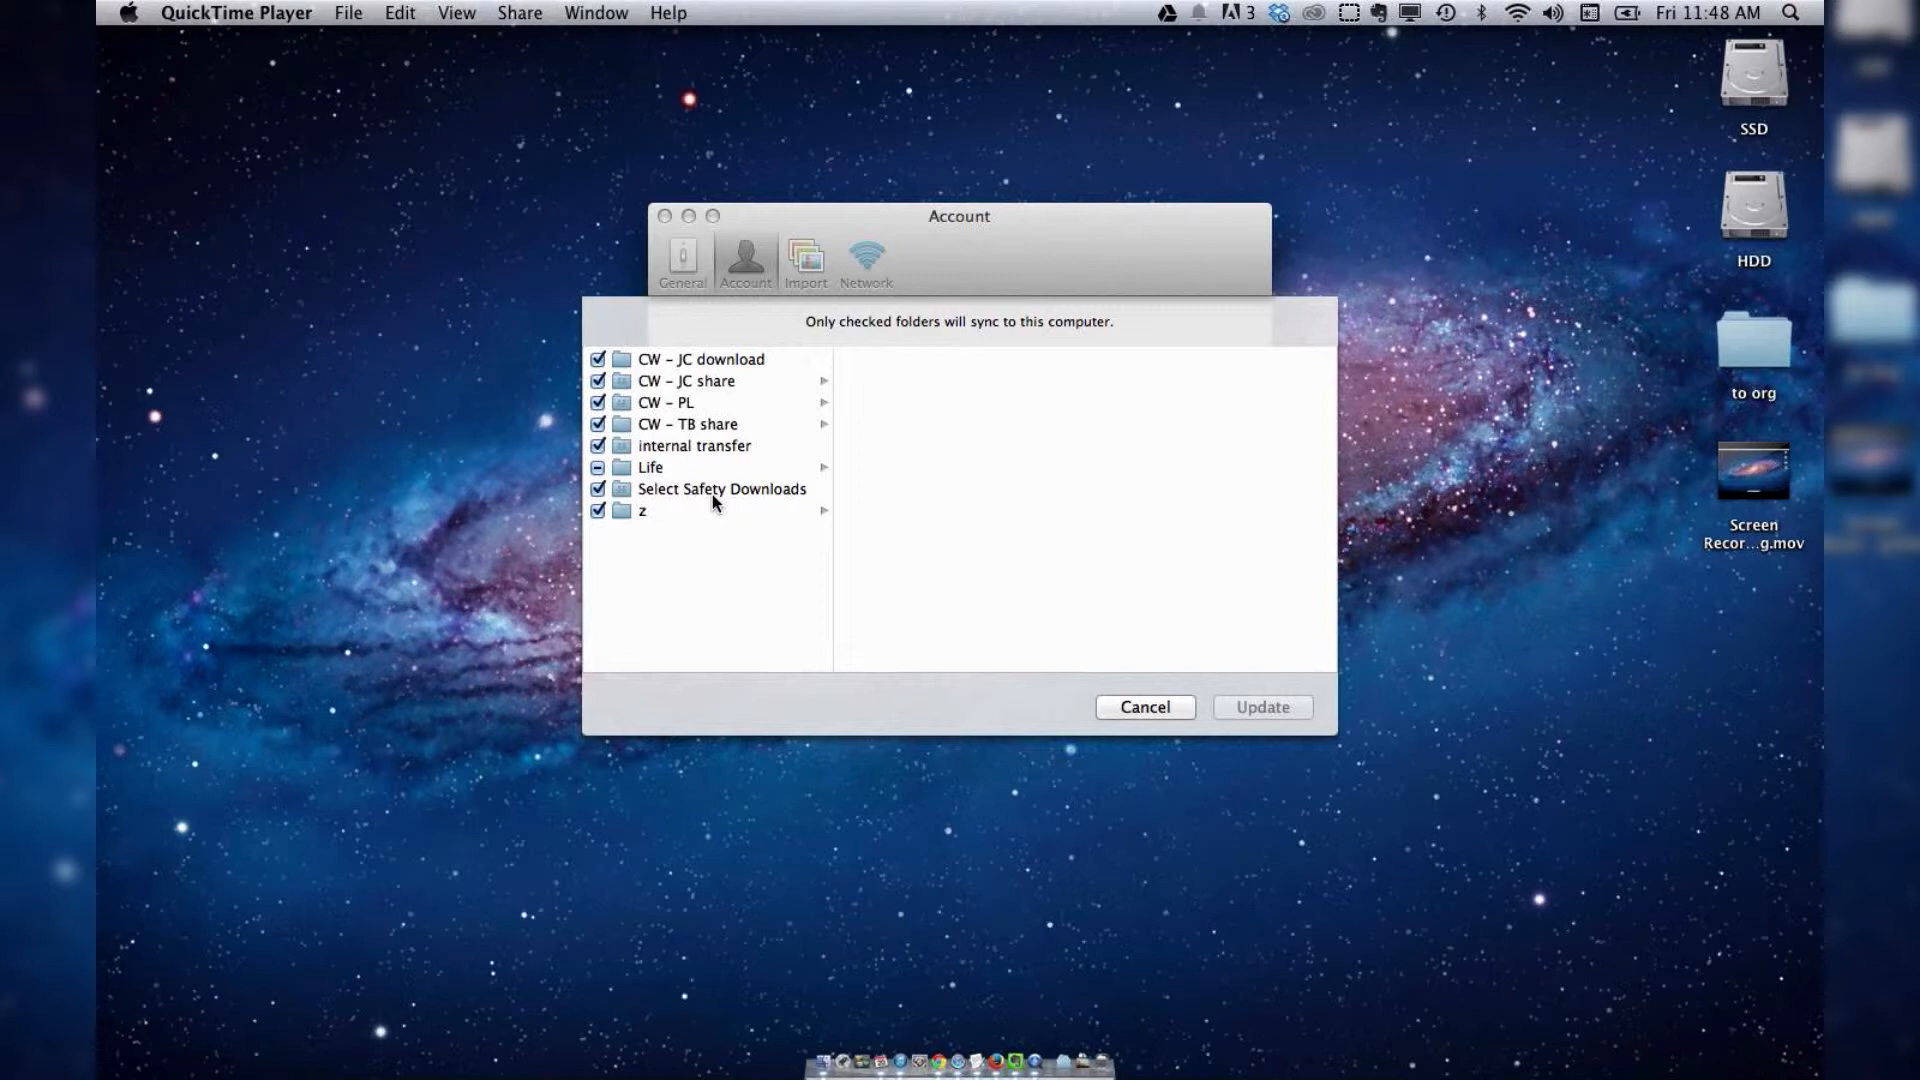 QuickTime Player File Edit View Share Window Help 3 Fri 11:48 AM
SSD
HDD
to org
Screen
Recor...g.mov
Account
General Account Import Network
Only checked folders will sync to this computer.
CW - JC download
CW - JC share
CW - PL
CW - TB share
internal transfer
Life
Select Safety Downloads
z
Cancel Update